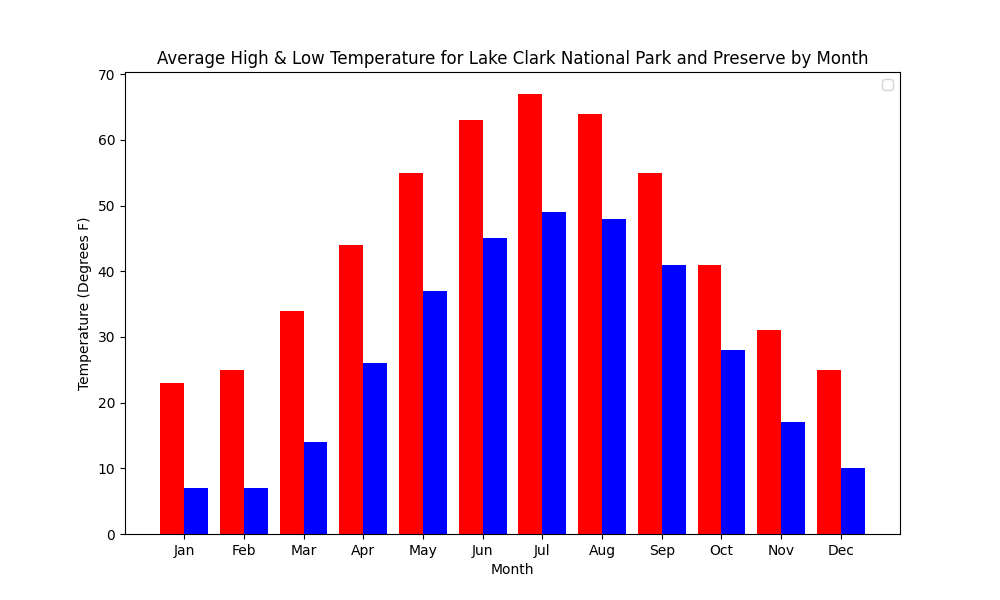 Average High & Low Temperature for Lake Clark National Park and Preserve by Month
70
60
50
40
30
20
10
0
Temperature (Degrees F)
Jan Feb Mar Apr May Jun Jul Aug Sep Oct Nov Dec
Month